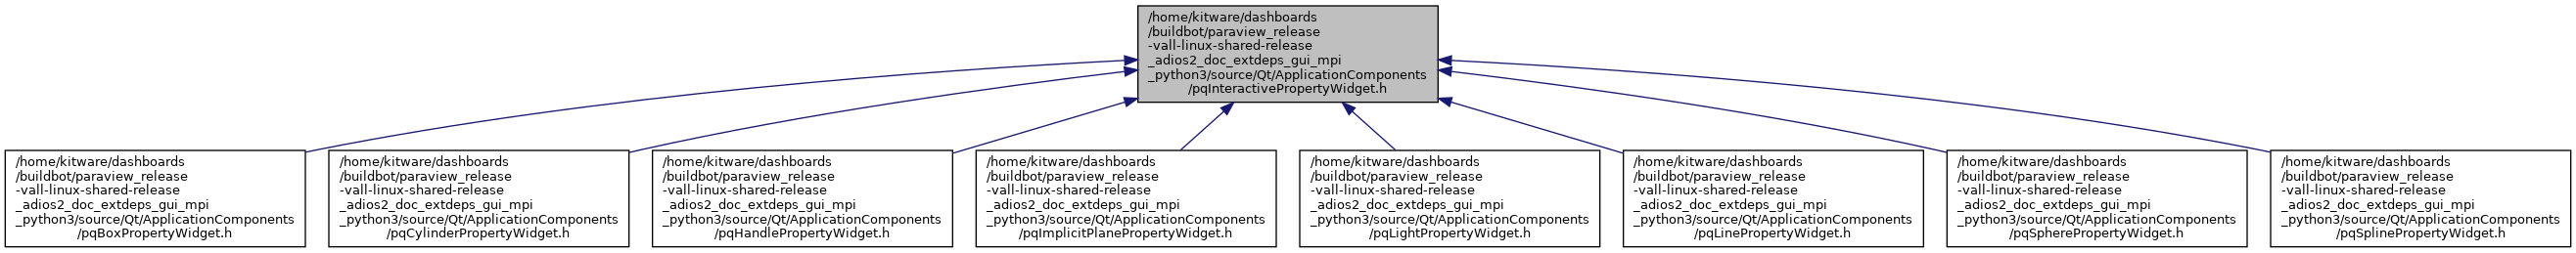 /home/kitware/dashboards
/buildbot/paraview_release
-vall-linux-shared-release
_adios2_doc_extdeps_gui_mpi
_python3/source/Qt/ApplicationComponents
/pqInteractivePropertyWidget.h
/home/kitware/dashboards
/buildbot/paraview_release
-vall-linux-shared-release
_adios2_doc_extdeps_gui_mpi
_python3/source/Qt/ApplicationComponents
/pqBoxPropertyWidget.h
/home/kitware/dashboards
/buildbot/paraview_release
-vall-linux-shared-release
_adios2_doc_extdeps_gui_mpi
_python3/source/Qt/ApplicationComponents
/pqCylinderPropertyWidget.h
/home/kitware/dashboards
/buildbot/paraview_release
-vall-linux-shared-release
_adios2_doc_extdeps_gui_mpi
_python3/source/Qt/ApplicationComponents
/pqHandlePropertyWidget.h
/home/kitware/dashboards
/buildbot/paraview_release
-vall-linux-shared-release
_adios2_doc_extdeps_gui_mpi
_python3/source/Qt/ApplicationComponents
/pqImplicitPlanePropertyWidget.h
/home/kitware/dashboards
/buildbot/paraview_release
-vall-linux-shared-release
_adios2_doc_extdeps_gui_mpi
_python3/source/Qt/ApplicationComponents
/pqLightPropertyWidget.h
/home/kitware/dashboards
/buildbot/paraview_release
-vall-linux-shared-release
_adios2_doc_extdeps_gui_mpi
_python3/source/Qt/ApplicationComponents
/pqLinePropertyWidget.h
/home/kitware/dashboards
/buildbot/paraview_release
-vall-linux-shared-release
_adios2_doc_extdeps_gui_mpi
_python3/source/Qt/ApplicationComponents
/pqSpherePropertyWidget.h
/home/kitware/dashboards
/buildbot/paraview_release
-vall-linux-shared-release
_adios2_doc_extdeps_gui_mpi
_python3/source/Qt/ApplicationComponents
/pqSplinePropertyWidget.h